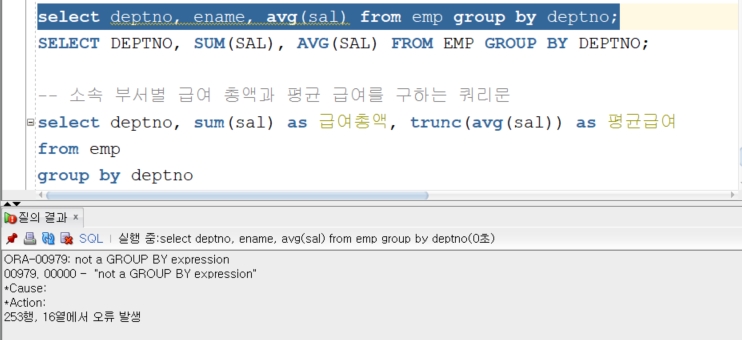 select deptno, ename, avg(sal) from emp group by deptno;
SELECT DEPTNO, SUM(SAL), AVG(SAL) FROM EMP GROUP BY DEPTNO;
-- 소속 부서별 급여 총액과 평균 급여를 구하는 쿼리문
select deptno, sum(sal) as 급여총액, trunc(avg(sal)) as 평균급여
from emp
group by deptno
질의 결과 ×
SQL | 실행 중:select deptno, ename, avg(sal) from emp group by deptno(0초)
ORA-00979: not a GROUP BY expression
00979, 00000 - "not a GROUP BY expression"
*Cause:
*Action:
253행, 16열에서 오류 발생